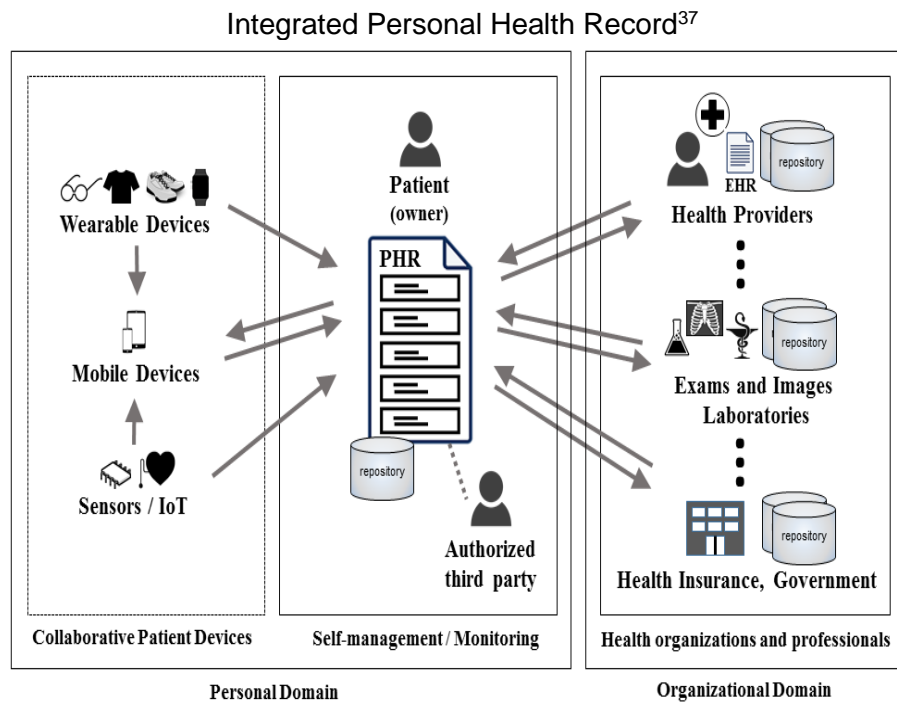 Integrated Personal Health Record37
Wearable Devices
Mobile Devices
Sensors / IoT
Collaborative Patient Devices
Patient
(owner)
PHR
repository
Authorized
third party
Self-management / Monitoring
Personal Domain
EHR
repository
Health Providers
repository
Exams and Images
Laboratories
repository
Health Insurance, Government
Health organizations and professionals
Organizational Domain